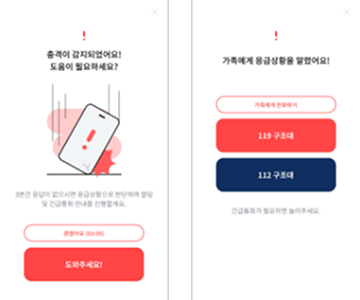 충격이 감지되었어요!
도움이 필요하세요?
3분간 응답이 없으시면 응급상황으로 판단하여 알림
및 긴급통화 안내를 진행할게요.
괜찮아요 (03:00)
도와주세요!
가족에게 응급상황을 알렸어요!
가족에게 전화하기
119 구조대
112 구조대
긴급통화가 필요하면 눌러주세요.